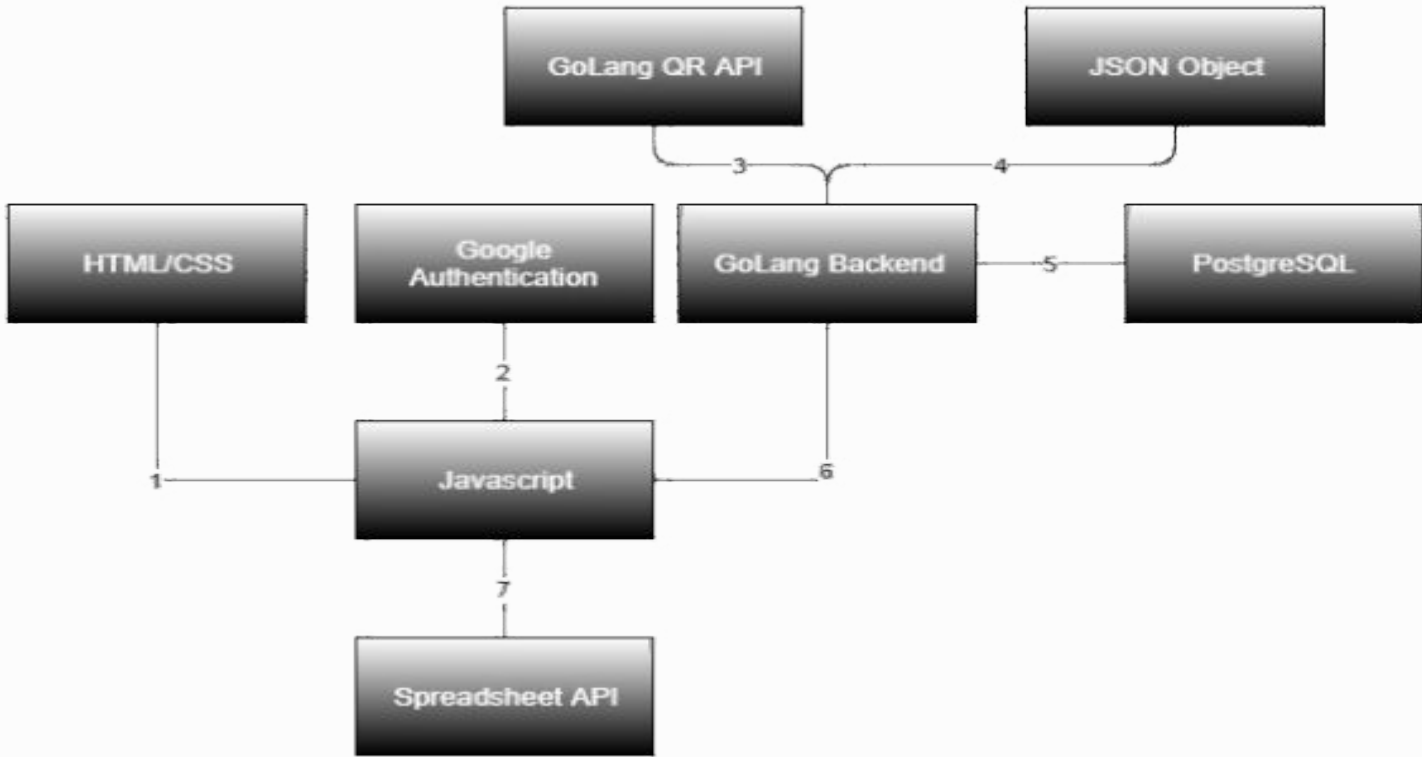 GoLang QR API
JSON Object
3
4
HTML/CSS
Google
Authentication
GoLang Backend
5
PostgreSQL
2
1
Javascript
6
7
Spreadsheet API